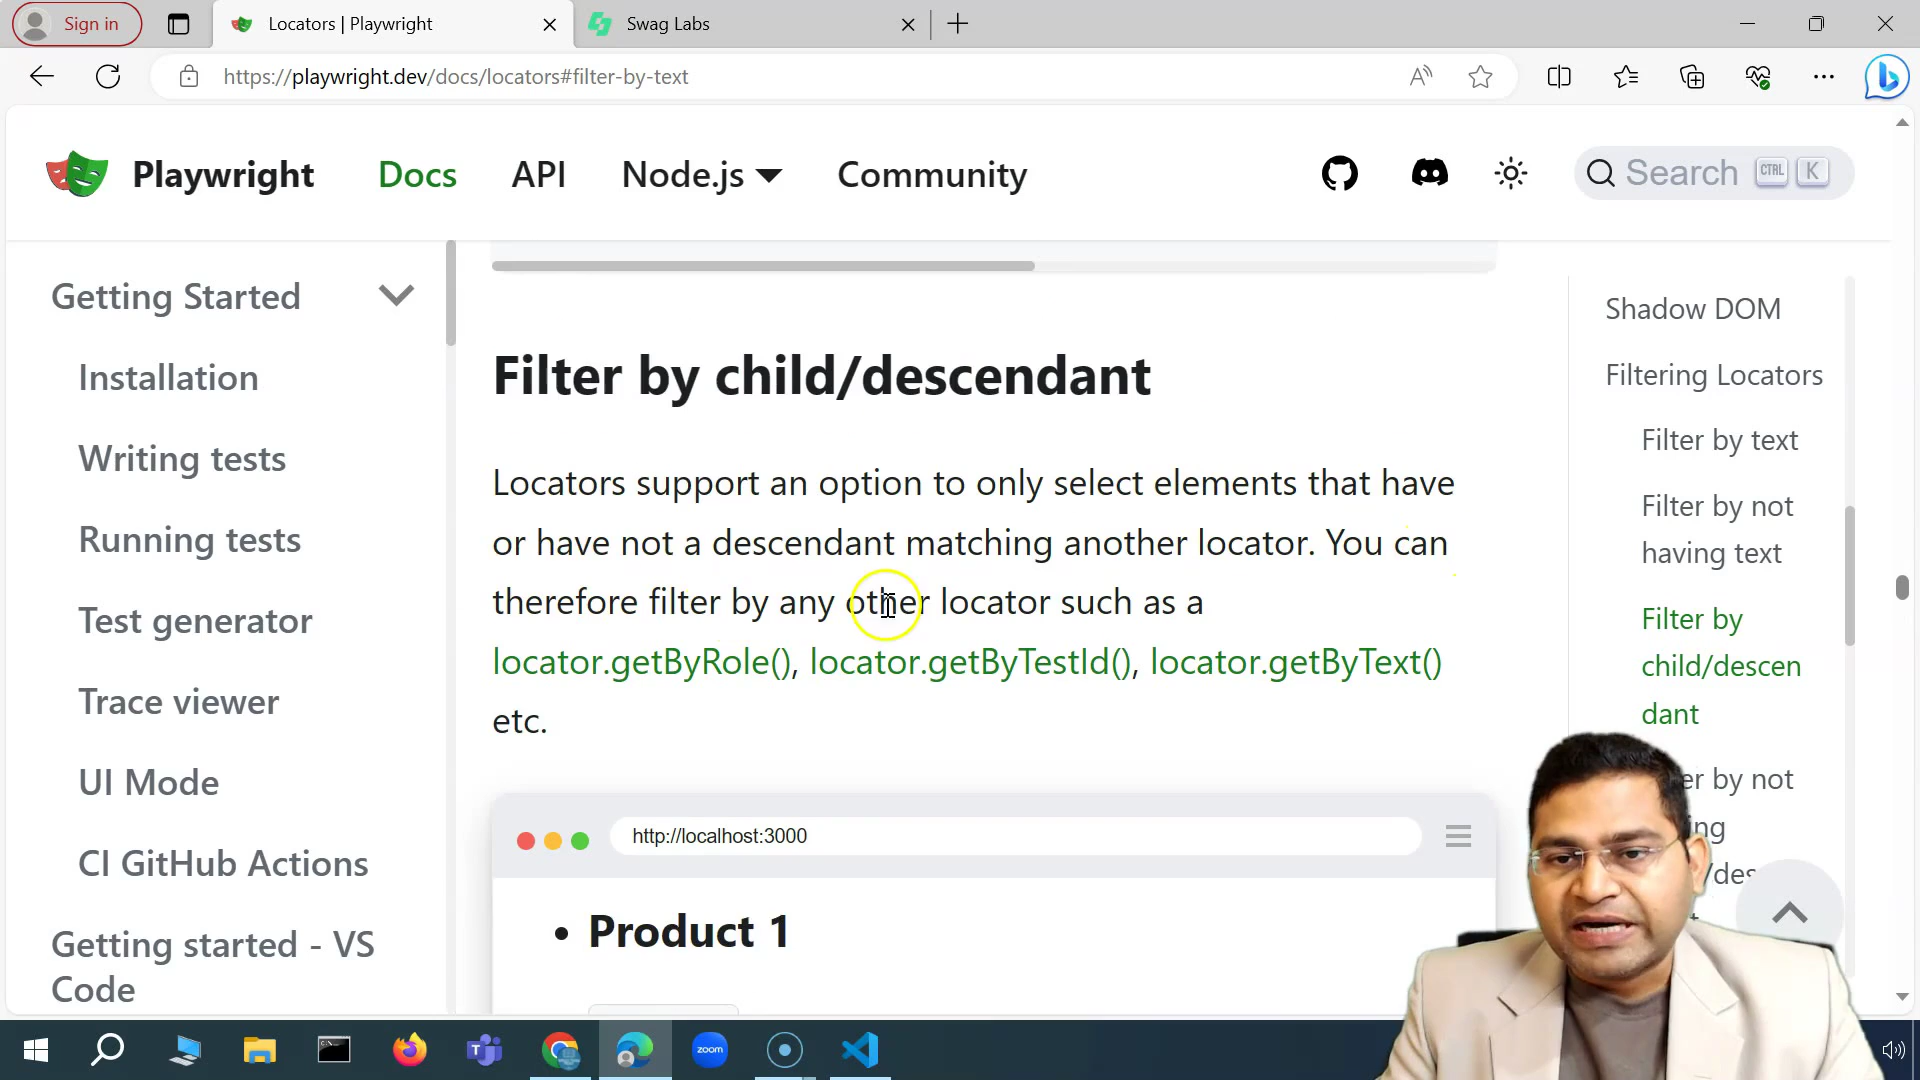 Sign in
Locators | Playwright
Swag Labs
https://playwright.dev/docs/locators#filter-by-text
Playwright
Docs
API
Node.js
Community
Search
CTRL
K
Getting Started
Installation
Writing tests
Running tests
Test generator
Trace viewer
UI Mode
CI GitHub Actions
Getting started - VS
Code
Filter by child/descendant
Locators support an option to only select elements that have
or have not a descendant matching another locator. You can
therefore filter by any other locator such as a
locator.getByRole(), locator.getByTestId(), locator.getByText()
etc.
http://localhost:3000
• Product 1
Shadow DOM
Filtering Locators
Filter by text
Filter by not
having text
Filter by
child/descen
dant
by not
zoom